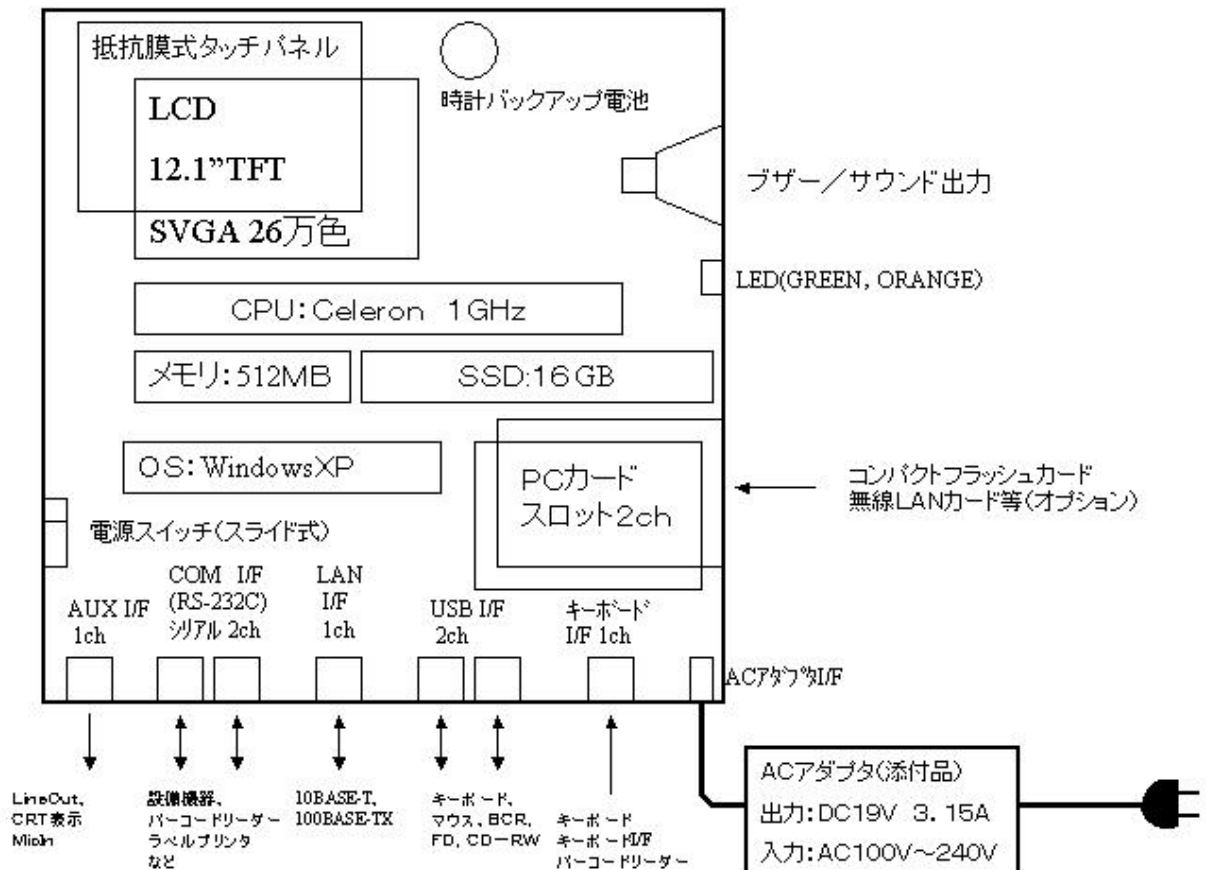 抵抗膜式タッチパネル
LCD
12.1”TFT
SVGA 26万色
時計バックアップ電池
ブザー／サウンド出力
LED(GREEN, ORANGE)
CPU:Celeron 1GHz
メモリ:512MB
SSD:16GB
OS:WindowsXP
PCカード
スロット2ch
コンパクトフラッシュカード
無線LANカード等(オプション)
電源スイッチ(スライド式)
AUX I/F
1ch
COM I/F
(RS-232C)
シリアル 2ch
LAN
I/F
1ch
USB I/F
2ch
キーボード
I/F 1ch
ACアダプタI/F
LineOut、
CRT表示
MicIn
設備機器、
バーコードリーダー
ラベルプリンタ
など
10BASE-T、
100BASE-TX
キーボード、
マウス、BCR、
FD、CD－RW
キーボード
キーボードI/F
バーコードリーダー
ACアダプタ(添付品)
出力:DC19V 3.15A
入力:AC100V～240V